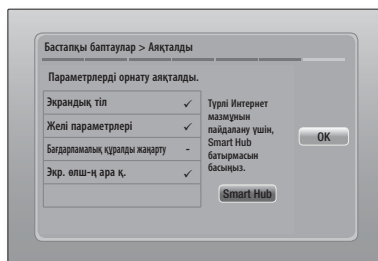 Бастапқы баптаулар > Аяқталды
Параметрлерді орнату аяқталды.
Экрандық тіл ✓
Желі параметрлері ✓
Бағдарламалық құралды жаңарту -
Экр. өлш-ң ара қ. ✓
Түрлі Интернет
мазмұнын
пайдалану үшін,
Smart Hub
батырмасын
басыңыз.
Smart Hub
OK